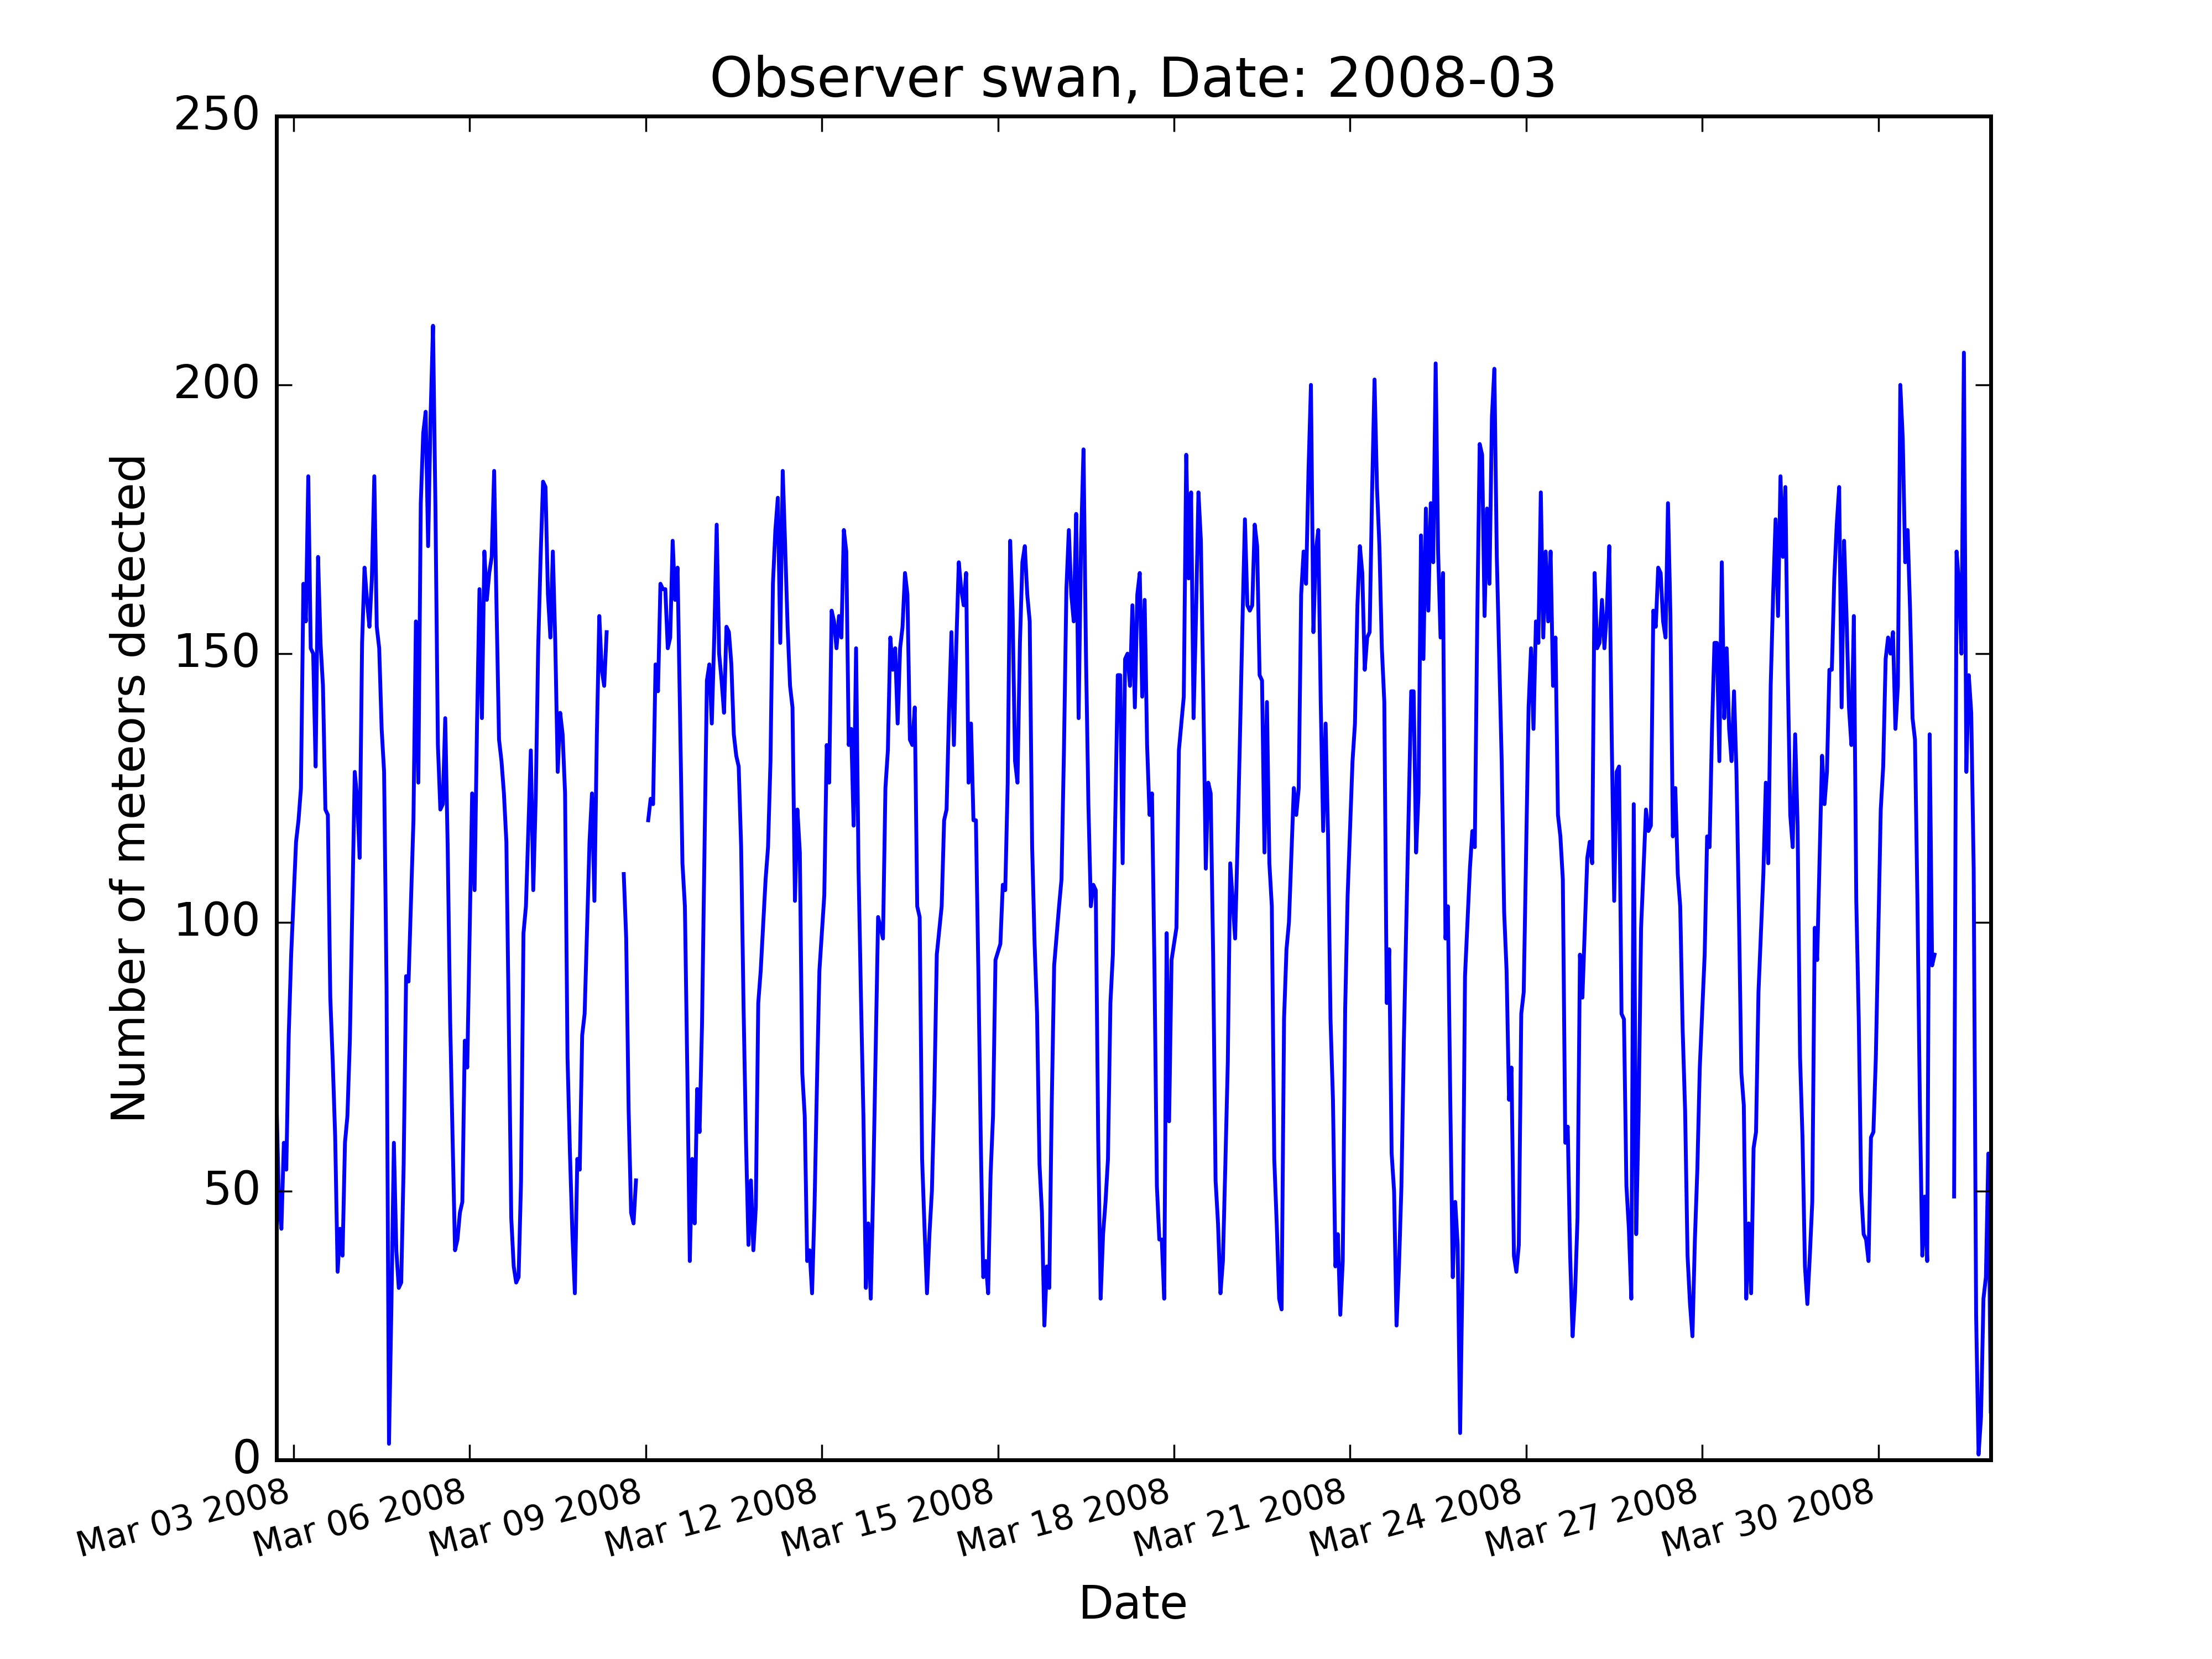 Observer swan, Date: 2008-03
Number of meteors detected
250
200
150
100
50
0
Mar 03 2008
Mar 06 2008
Mar 09 2008
Mar 12 2008
Mar 15 2008
Mar 18 2008
Mar 21 2008
Mar 24 2008
Mar 27 2008
Mar 30 2008
Date